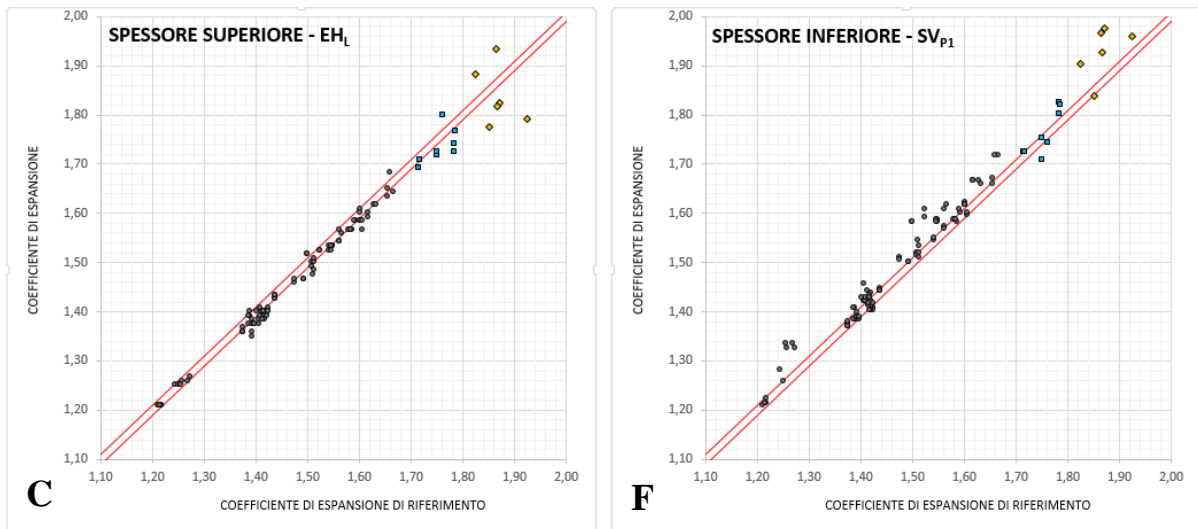 SPESSORE SUPERIORE - EH_L
2,00
1,90
1,80
1,70
1,60
1,50
1,40
1,30
1,20
1,10
COEFFICIENTE DI ESPANSIONE
1,10 1,20 1,30 1,40 1,50 1,60 1,70 1,80 1,90 2,00
COEFFICIENTE DI ESPANSIONE DI RIFERIMENTO
C
SPESSORE INFERIORE - SV_P1
2,00
1,90
1,80
1,70
1,60
1,50
1,40
1,30
1,20
1,10
COEFFICIENTE DI ESPANSIONE
1,10 1,20 1,30 1,40 1,50 1,60 1,70 1,80 1,90 2,00
COEFFICIENTE DI ESPANSIONE DI RIFERIMENTO
F